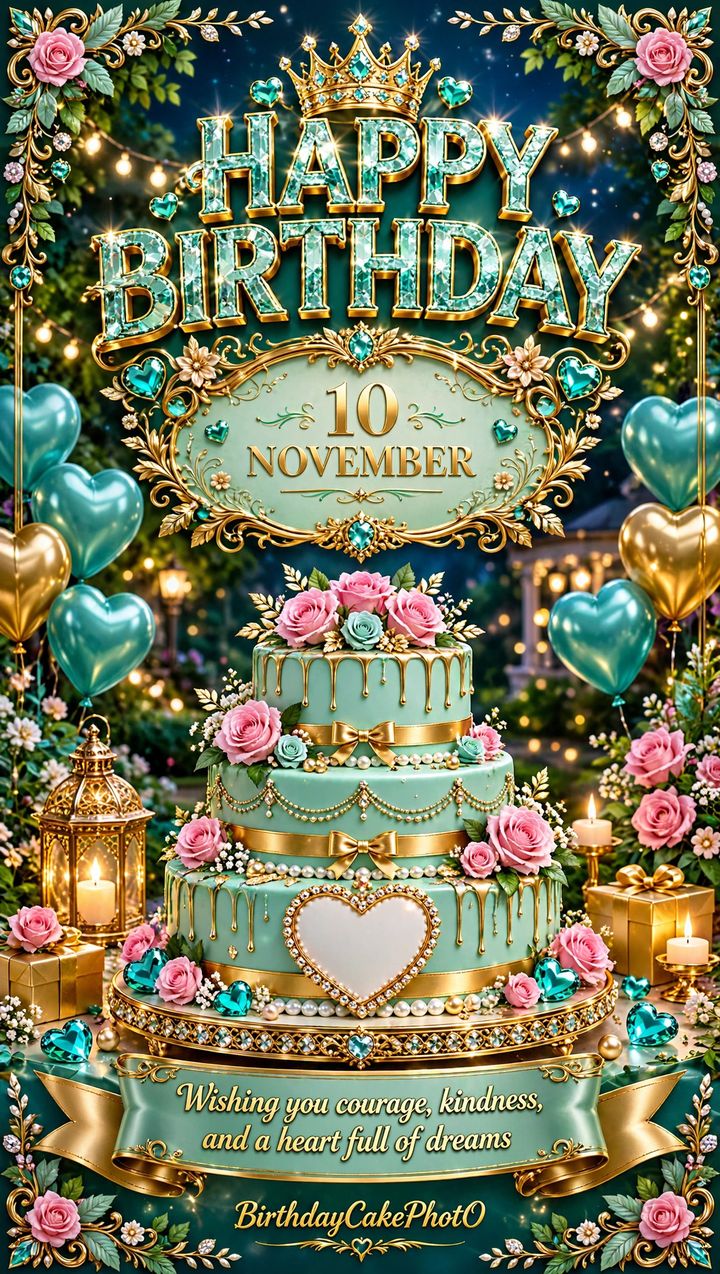 HAPPY
BIRTHDAY
10
NOVEMBER
Wishing you courage, kindness,
and a heart full of dreams
BirthdayCakePhotO